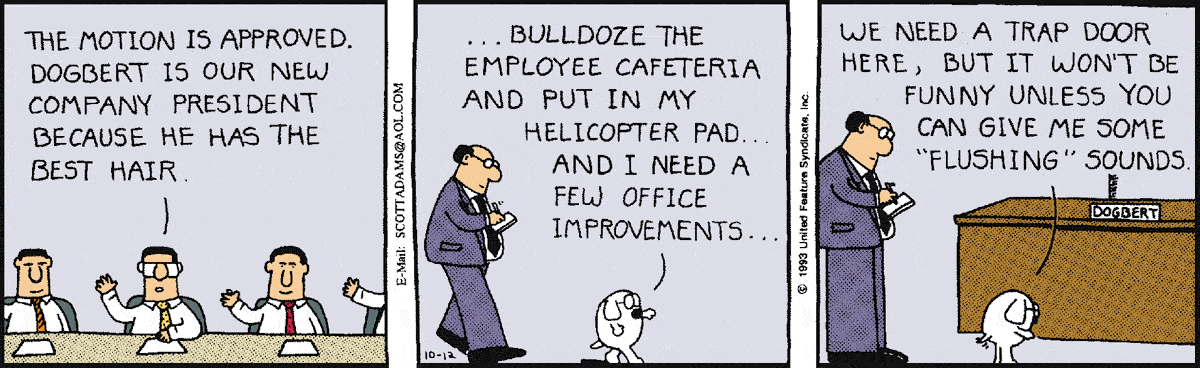 THE MOTION IS APPROVED.
DOGBERT IS OUR NEW
COMPANY PRESIDENT
BECAUSE HE HAS THE
BEST HAIR.
E-Mail: SCOTTADAMS@AOL.COM
...BULLDOZE THE
EMPLOYEE CAFETERIA
AND PUT IN MY
HELICOPTER PAD...
AND I NEED A
FEW OFFICE
IMPROVEMENTS...
10-12
© 1993 United Feature Syndicate, Inc.
WE NEED A TRAP DOOR
HERE, BUT IT WON'T BE
FUNNY UNLESS YOU
CAN GIVE ME SOME
"FLUSHING" SOUNDS.
DOGBERT